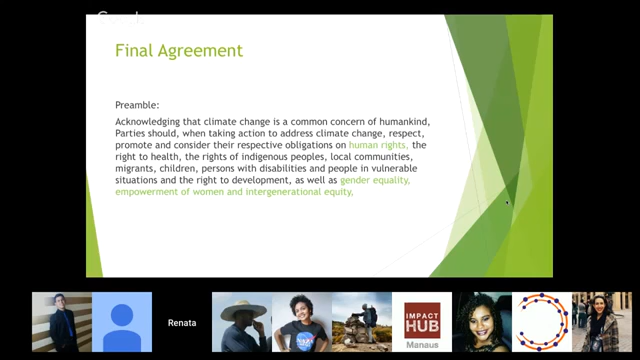 Final Agreement
Preamble:
Acknowledging that climate change is a common concern of humankind,
Parties should, when taking action to address climate change, respect,
promote and consider their respective obligations on human rights, the
right to health, the rights of indigenous peoples, local communities,
migrants, children, persons with disabilities and people in vulnerable
situations and the right to development, as well as gender equality,
empowerment of women and intergenerational equity,
Renata
IMPACT
HUB
Manaus